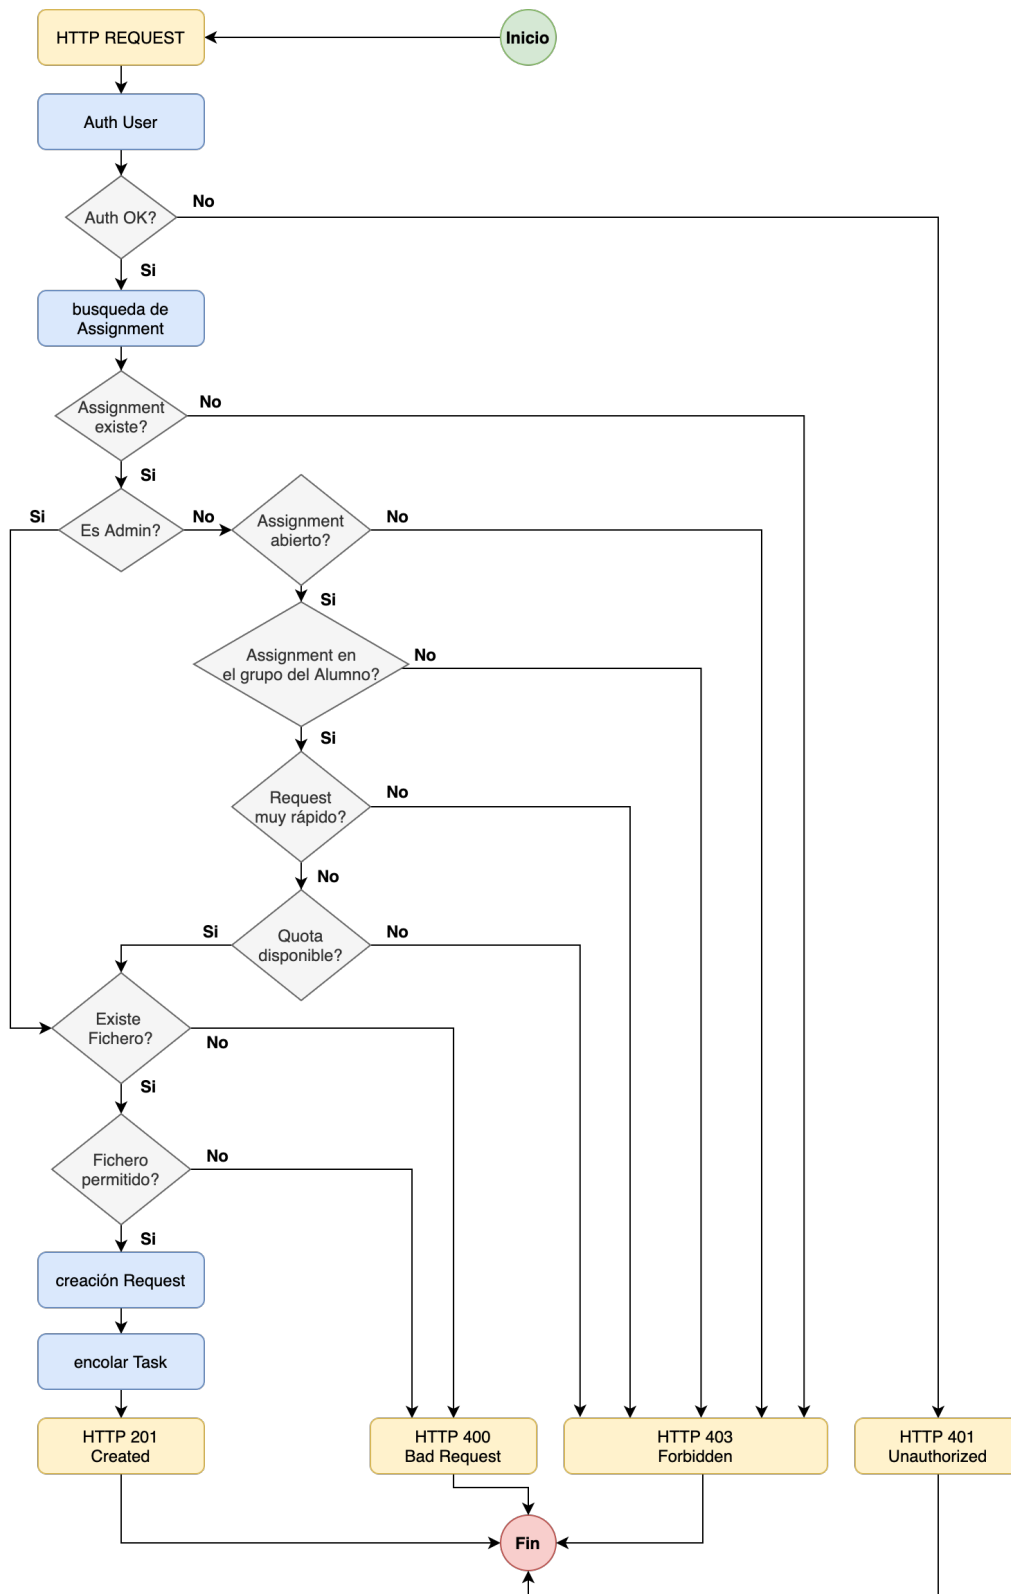 HTTP REQUEST
Inicio
Auth User
Auth OK?
No
Si
busqueda de
Assignment
Assignment
existe?
No
Si
Si
Es Admin?
No
Assignment
abierto?
No
Si
Assignment en
el grupo del Alumno?
No
Si
Request
muy rápido?
No
No
Quota
disponible?
Si
No
Existe
Fichero?
No
Si
Fichero
permitido?
No
Si
creación Request
encolar Task
HTTP 201
Created
HTTP 400
Bad Request
HTTP 403
Forbidden
HTTP 401
Unauthorized
Fin